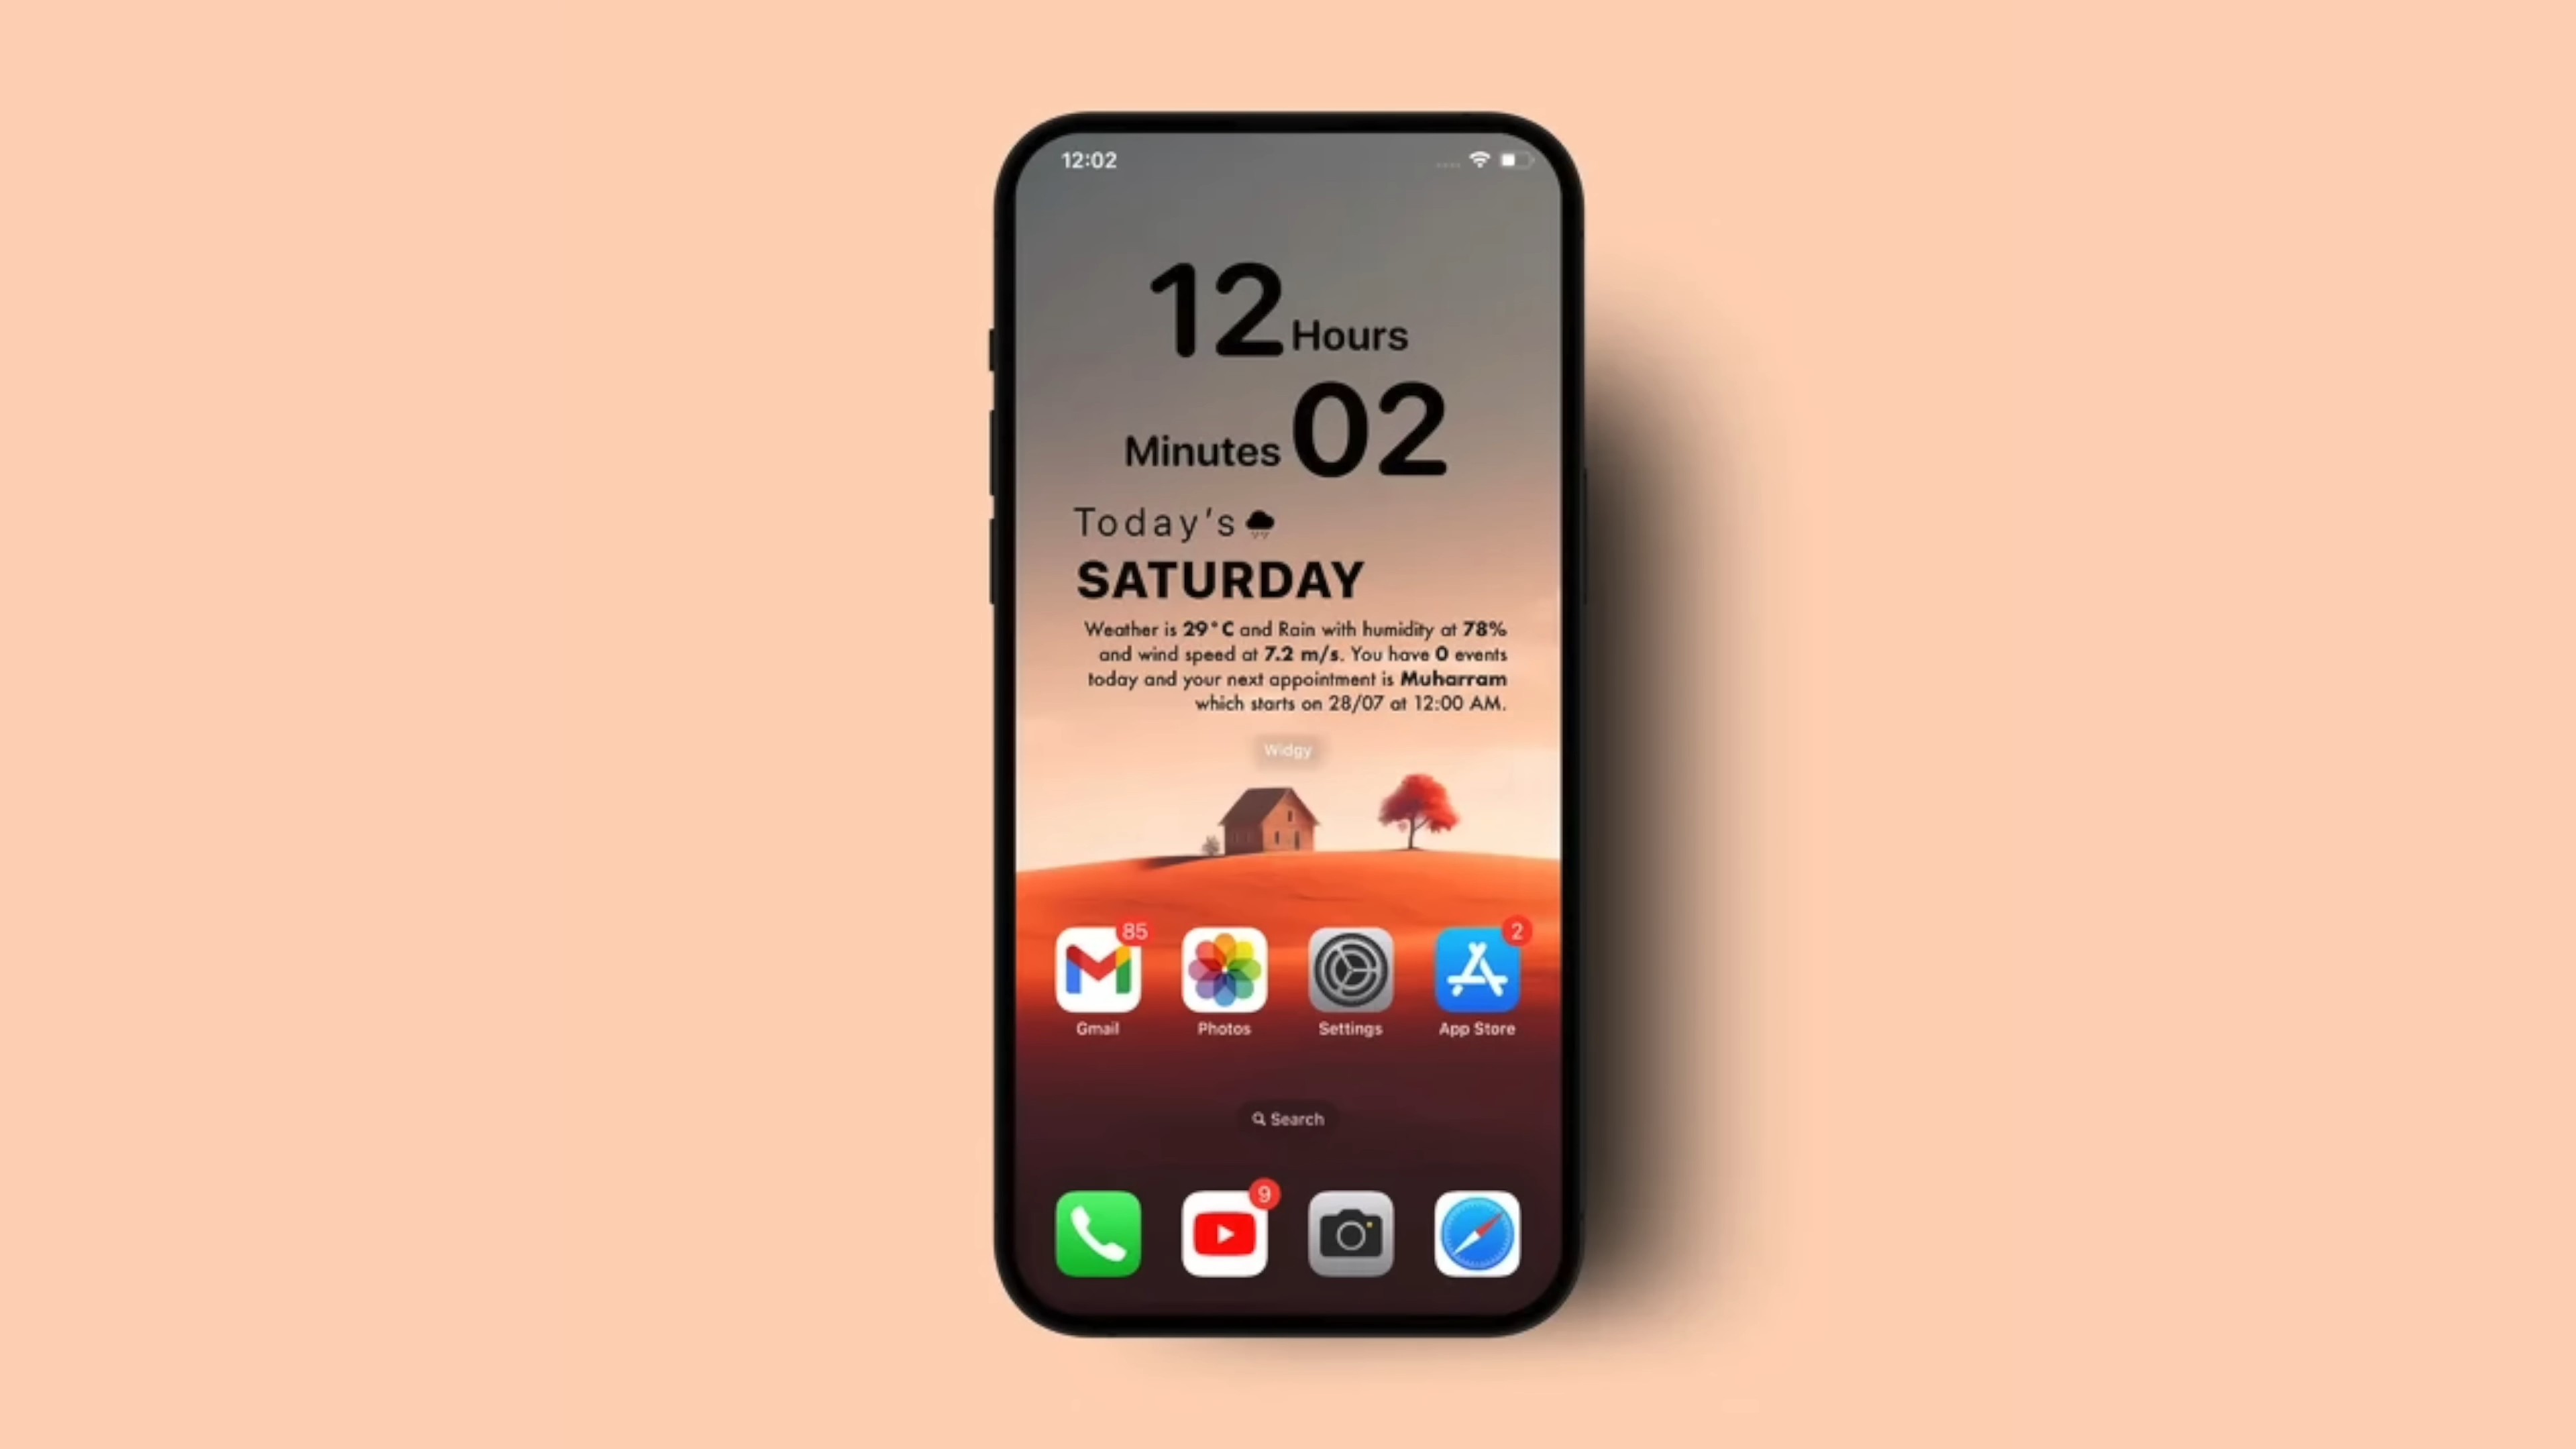 12:02
12 Hours
Minutes 02
Today's
SATURDAY
Weather is 29°C and Rain with humidity at 78%
and wind speed at 7.2 m/s. You have 0 events
today and your next appointment is Muharram
which starts on 28/07 at 12:00 AM.
Widgy
85
2
Gmail
Photos
Settings
App Store
Search
9